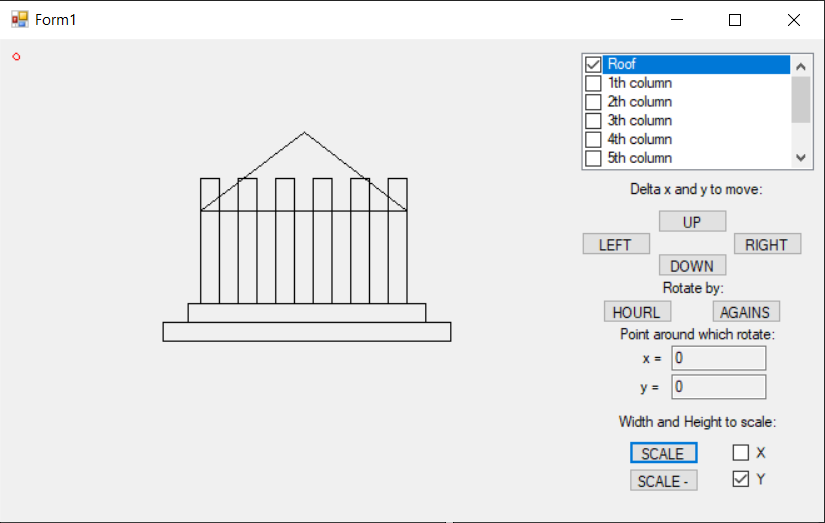 Form1
Roof
1th column
2th column
3th column
4th column
5th column
Delta x and y to move:
UP
LEFT
RIGHT
DOWN
Rotate by:
HOURL
AGAINS
Point around which rotate:
x = 0
y = 0
Width and Height to scale:
SCALE
X
SCALE -
Y